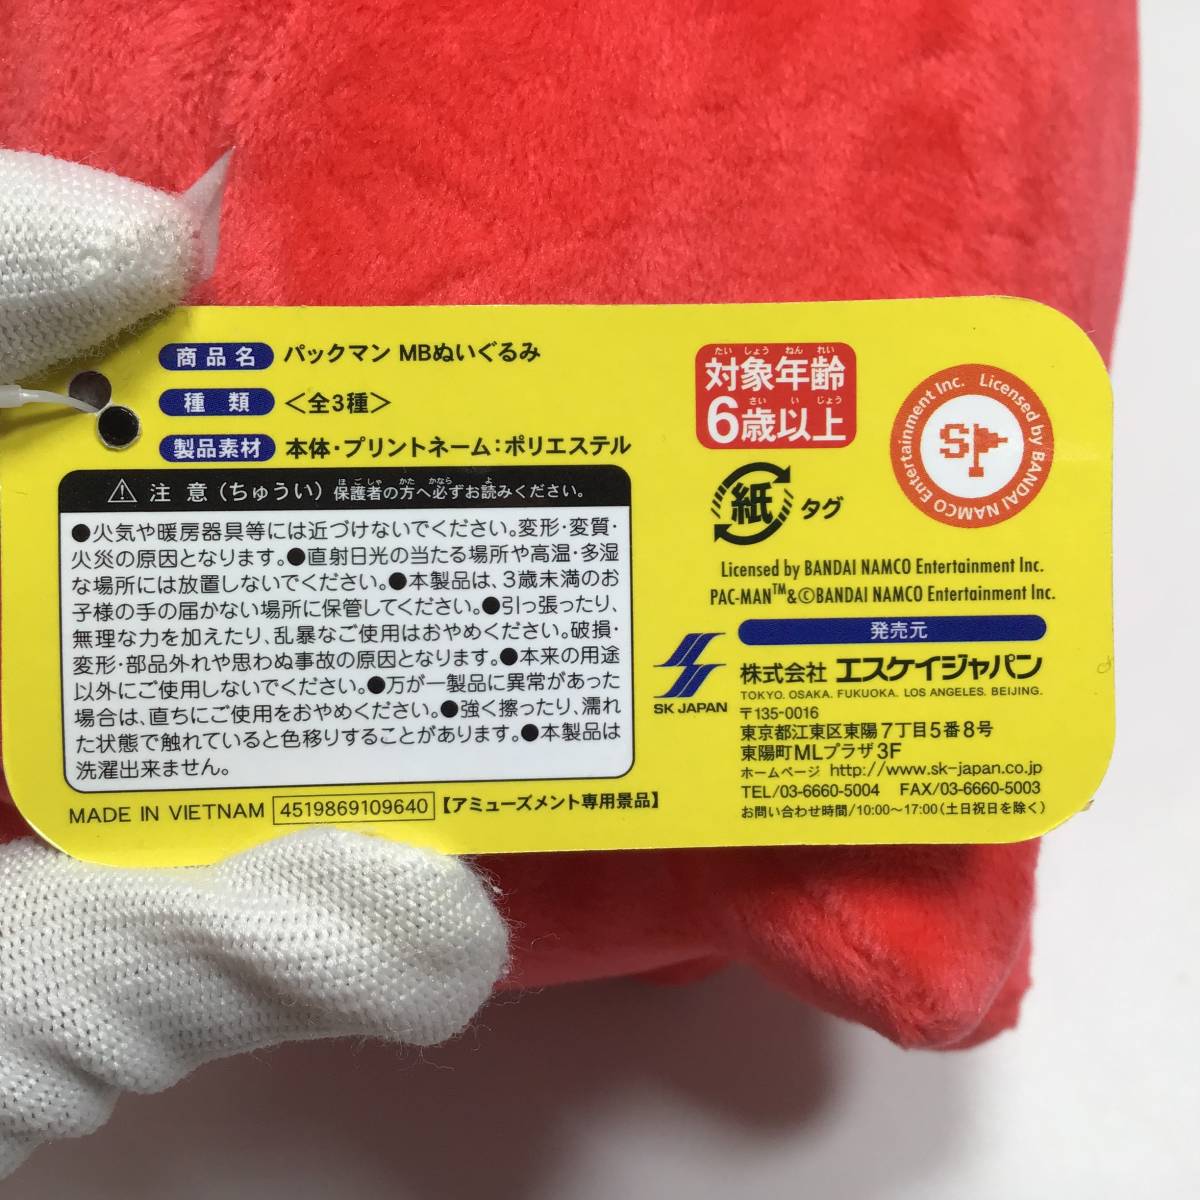 商品名 パックマン MBぬいぐるみ
種類 <全3種>
製品素材 本体・プリントネーム:ポリエステル
⚠ 注意(ちゅうい) 保護者の方へ必ずお読みください。
ほごしゃ かた かなら よ
●火気や暖房器具等には近づけないでください。変形・変質・
火災の原因となります。●直射日光の当たる場所や高温・多湿
な場所には放置しないでください。●本製品は、3歳未満のお
子様の手の届かない場所に保管してください。●引っ張ったり、
無理な力を加えたり、乱暴なご使用はおやめください。破損・
変形・部品外れや思わぬ事故の原因となります。●本来の用途
以外にご使用しないでください。●万が一製品に異常があった
場合は、直ちにご使用をおやめください。●強く擦ったり、濡れ
た状態で触れていると色移りすることがあります。●本製品は
洗濯出来ません。
MADE IN VIETNAM 4519869109640 【アミューズメント専用景品】
たいしょう ねんれい
対象年齢
さい いじょう
6歳以上
紙 タグ
Licensed by BANDAI NAMCO Entertainment Inc.
SP
Licensed by BANDAI NAMCO Entertainment Inc.
PAC-MAN™&©BANDAI NAMCO Entertainment Inc.
発売元
SK JAPAN
株式会社 エスケイジャパン
TOKYO. OSAKA. FUKUOKA. LOS ANGELES. BEIJING.
〒135-0016
東京都江東区東陽7丁目5番8号
東陽町MLプラザ3F
ホームページ http://www.sk-japan.co.jp
TEL/03-6660-5004 FAX/03-6660-5003
お問い合わせ時間/10:00~17:00(土日祝日を除く)